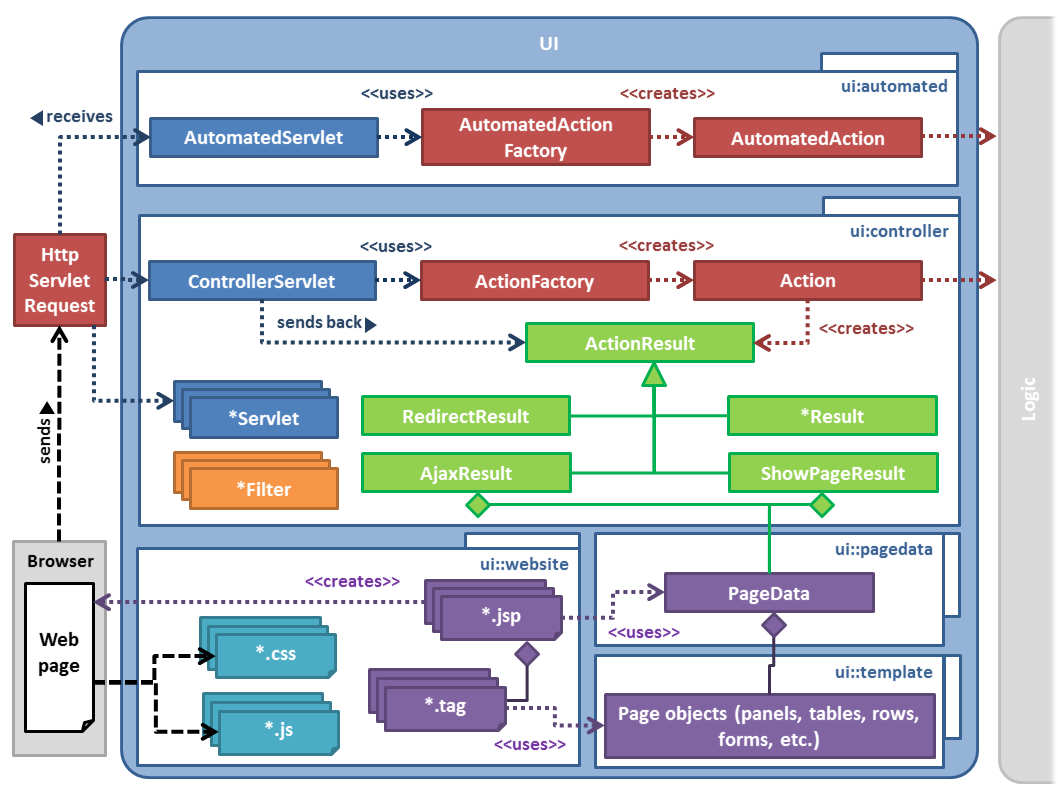 UI
ui:automated
<<uses>>
<<creates>>
receives
AutomatedServlet
AutomatedAction
Factory
AutomatedAction
ui:controller
<<uses>>
<<creates>>
Http
Servlet
Request
ControllerServlet
ActionFactory
Action
sends back
<<creates>>
ActionResult
Logic
*Servlet
RedirectResult
*Result
sends
*Filter
AjaxResult
ShowPageResult
Browser
ui::website
ui::pagedata
<<creates>>
*.jsp
PageData
<<uses>>
Web
page
*.css
ui::template
*.tag
*.js
Page objects (panels, tables, rows,
forms, etc.)
<<uses>>